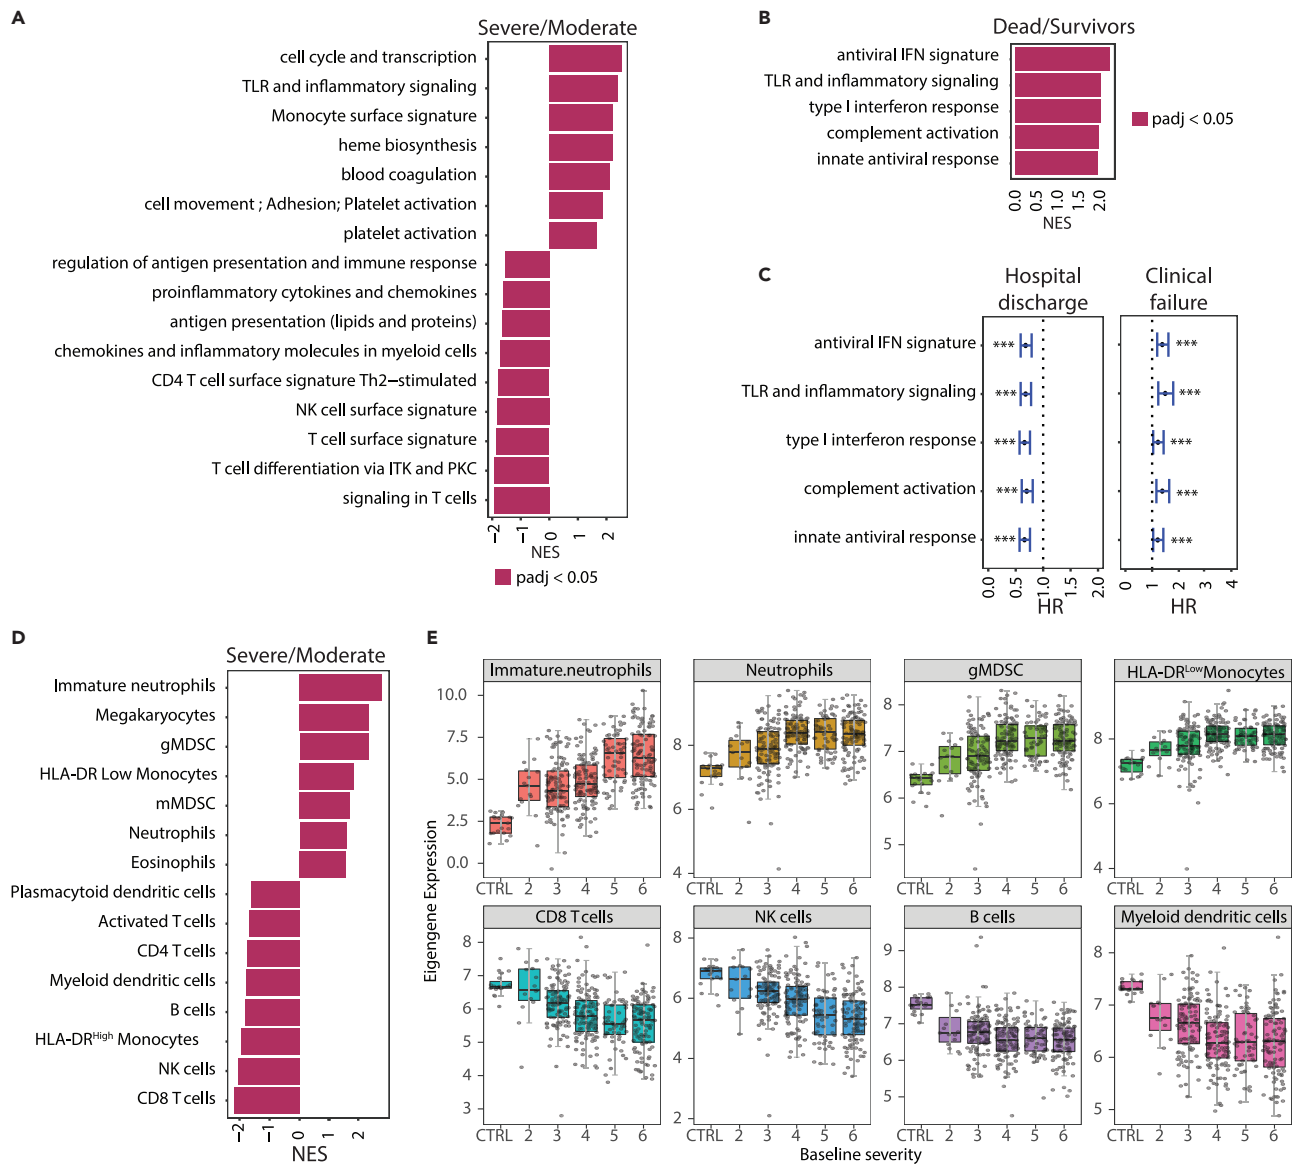 A
Severe/Moderate
cell cycle and transcription
TLR and inflammatory signaling
Monocyte surface signature
heme biosynthesis
blood coagulation
cell movement ; Adhesion; Platelet activation
platelet activation
regulation of antigen presentation and immune response
proinflammatory cytokines and chemokines
antigen presentation (lipids and proteins)
chemokines and inflammatory molecules in myeloid cells
CD4 T cell surface signature Th2−stimulated
NK cell surface signature
T cell surface signature
T cell differentiation via ITK and PKC
signaling in T cells
−2 −1 0 1 2
NES
padj < 0.05
B
Dead/Survivors
antiviral IFN signature
TLR and inflammatory signaling
type I interferon response
complement activation
innate antiviral response
0.0 0.5 1.0 1.5 2.0
NES
padj < 0.05
C
Hospital discharge
Clinical failure
antiviral IFN signature *** ***
TLR and inflammatory signaling *** ***
type I interferon response *** ***
complement activation *** ***
innate antiviral response *** ***
0.0 0.5 1.0 1.5 2.0
HR
0 1 2 3 4
HR
D
Severe/Moderate
Immature neutrophils
Megakaryocytes
gMDSC
HLA-DR Low Monocytes
mMDSC
Neutrophils
Eosinophils
Plasmacytoid dendritic cells
Activated T cells
CD4 T cells
Myeloid dendritic cells
B cells
HLA-DRHigh Monocytes
NK cells
CD8 T cells
−2 −1 0 1 2
NES
E
Eigengene Expression
Immature.neutrophils
10.0
7.5
5.0
2.5
0.0
CTRL 2 3 4 5 6
Neutrophils
8
6
4
CTRL 2 3 4 5 6
gMDSC
8
7
6
5
CTRL 2 3 4 5 6
HLA-DRLowMonocytes
8
6
4
CTRL 2 3 4 5 6
CD8 T cells
8
7
6
5
4
3
CTRL 2 3 4 5 6
NK cells
8
6
4
2
CTRL 2 3 4 5 6
B cells
9
8
7
6
5
CTRL 2 3 4 5 6
Myeloid dendritic cells
8
7
6
5
CTRL 2 3 4 5 6
Baseline severity